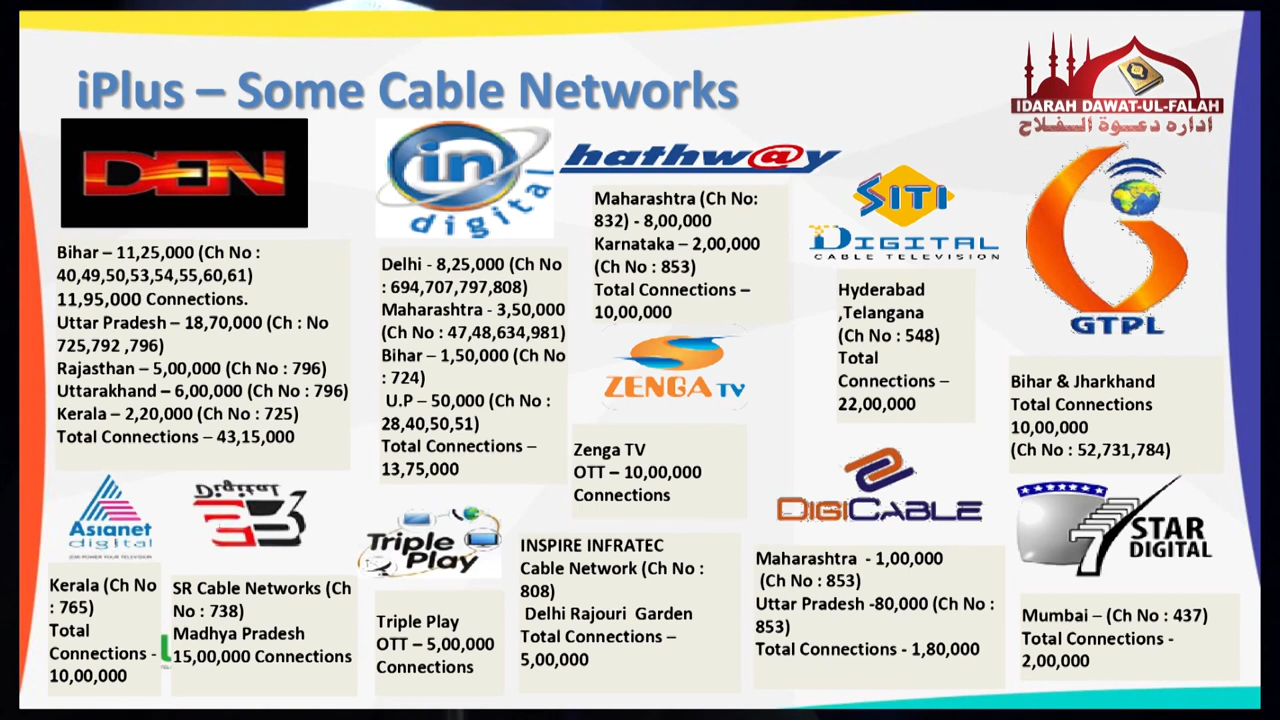 iPlus – Some Cable Networks
IDARAH DAWAT-UL-FALAH
اداره دعوة الفلاح
DEN
Bihar – 11,25,000 (Ch No :
40,49,50,53,54,55,60,61)
11,95,000 Connections.
Uttar Pradesh – 18,70,000 (Ch : No
725,792 ,796)
Rajasthan – 5,00,000 (Ch No : 796)
Uttarakhand – 6,00,000 (Ch No : 796)
Kerala – 2,20,000 (Ch No : 725)
Total Connections – 43,15,000
in
digital
Delhi - 8,25,000 (Ch No
: 694,707,797,808)
Maharashtra - 3,50,000
(Ch No : 47,48,634,981)
Bihar – 1,50,000 (Ch No
: 724)
U.P – 50,000 (Ch No :
28,40,50,51)
Total Connections –
13,75,000
hathw@y
Maharashtra (Ch No:
832) - 8,00,000
Karnataka – 2,00,000
(Ch No : 853)
Total Connections –
10,00,000
ZENGA TV
Zenga TV
OTT – 10,00,000
Connections
SITI
DIGITAL
CABLE TELEVISION
Hyderabad
,Telangana
(Ch No : 548)
Total
Connections –
22,00,000
GTPL
Bihar & Jharkhand
Total Connections
10,00,000
(Ch No : 52,731,784)
Asianet
digital
Kerala (Ch No
: 765)
Total
Connections -
10,00,000
Digital
SR Cable Networks (Ch
No : 738)
Madhya Pradesh
15,00,000 Connections
Triple
Play
Triple Play
OTT – 5,00,000
Connections
INSPIRE INFRATEC
Cable Network (Ch No :
808)
Delhi Rajouri Garden
Total Connections –
5,00,000
DIGICABLE
Maharashtra - 1,00,000
(Ch No : 853)
Uttar Pradesh -80,000 (Ch No :
853)
Total Connections - 1,80,000
7 STAR
DIGITAL
Mumbai – (Ch No : 437)
Total Connections -
2,00,000